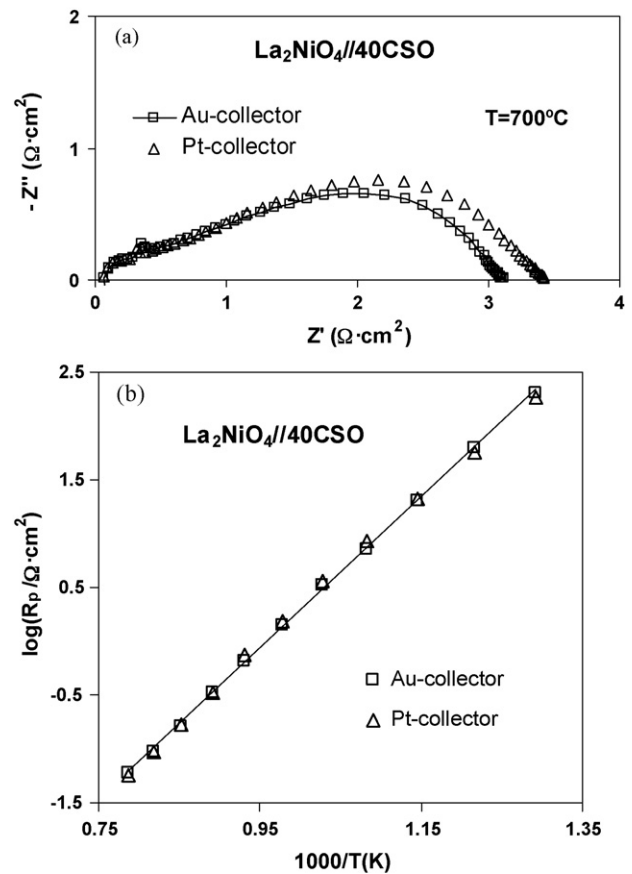 2
(a)
La₂NiO₄//40CSO
Au-collector
T=700ºC
Pt-collector
1
- Z'' (Ω·cm²)
0
0 1 2 3 4
Z' (Ω·cm²)
2.5
(b)
La₂NiO₄//40CSO
1.5
log(Rₚ/Ω·cm²)
0.5
-0.5
Au-collector
Pt-collector
-1.5
0.75 0.95 1.15 1.35
1000/T(K)